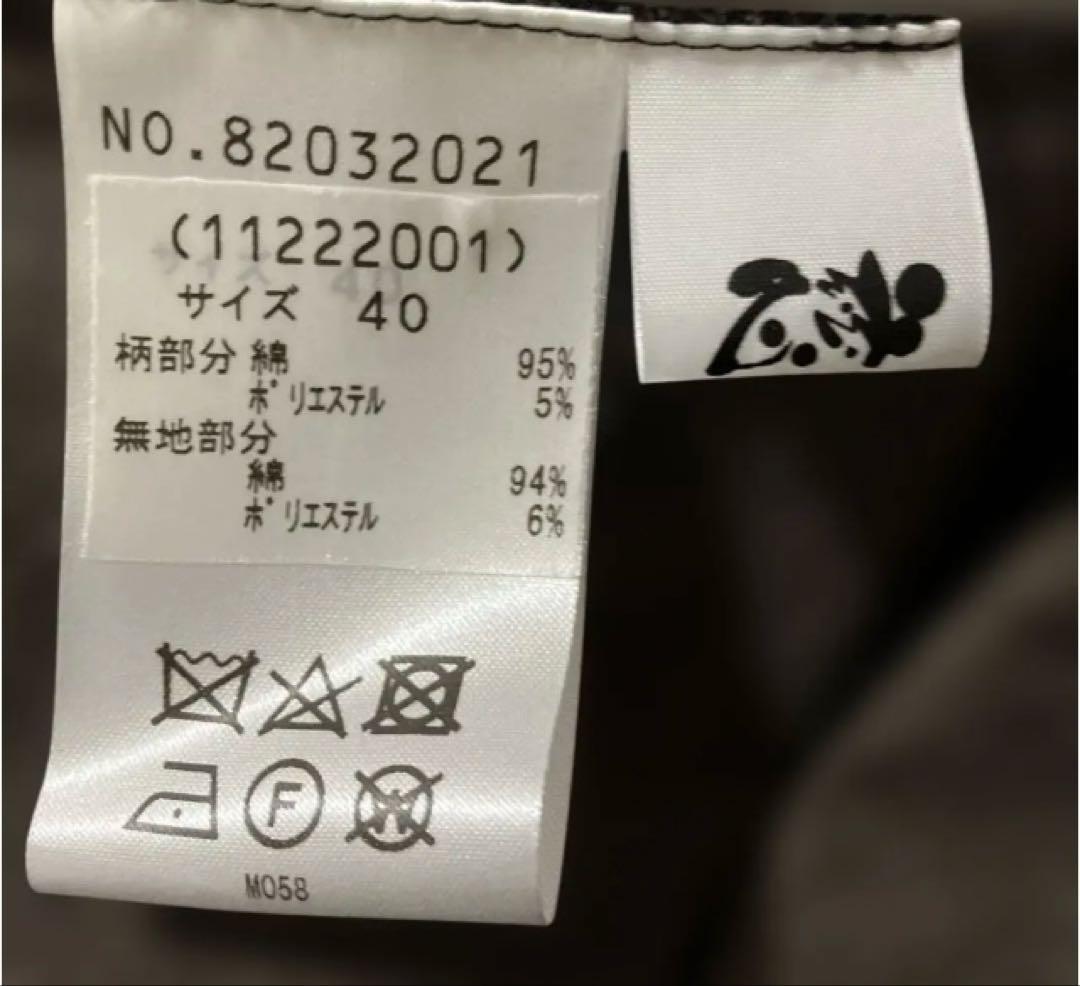 NO.82032021
(11222001)
サイズ 40
柄部分 綿 95%
ポリエステル 5%
無地部分
綿 94%
ポリエステル 6%
F
W
M058